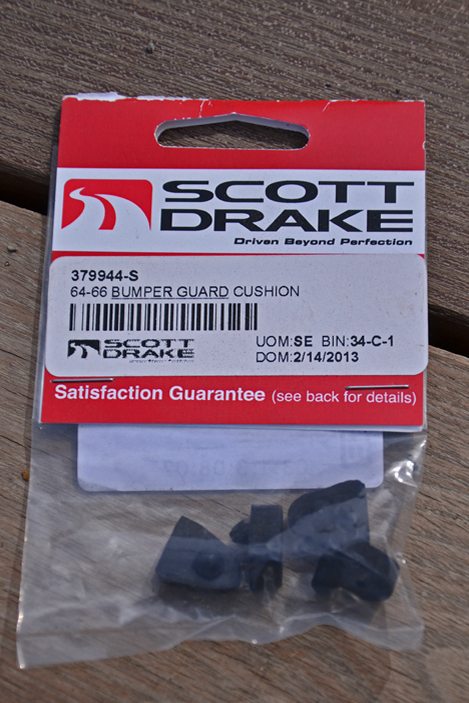 SCOTT
DRAKE
Driven Beyond Perfection
379944-S
64-66 BUMPER GUARD CUSHION
SCOTT
DRAKE
UOM:SE BIN:34-C-1
DOM:2/14/2013
Satisfaction Guarantee (see back for details)